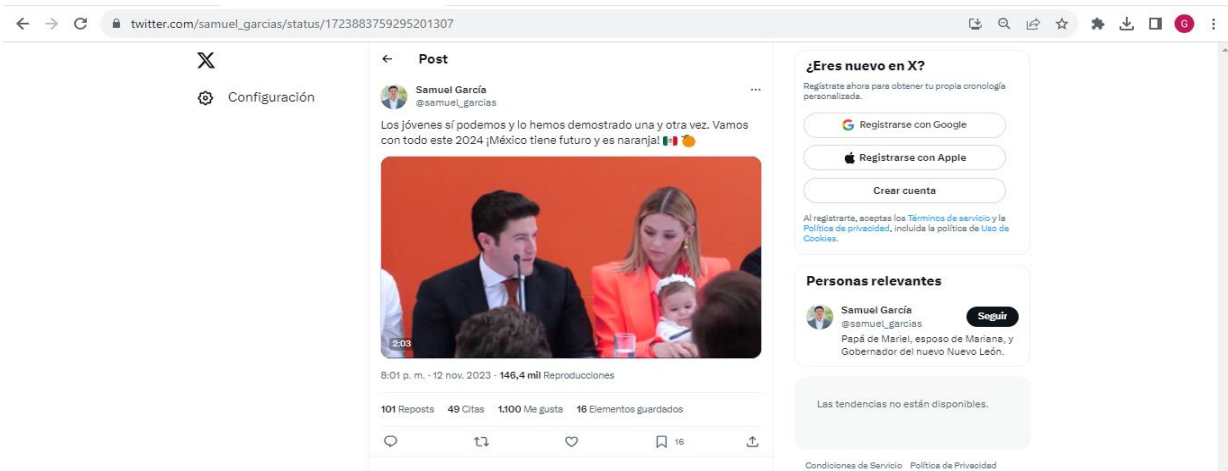 twitter.com/samuel_garcias/status/1723883759295201307
G
X
Configuración
Post
Samuel García
@samuel_garcias
Los jóvenes sí podemos y lo hemos demostrado una y otra vez. Vamos
con todo este 2024 ¡México tiene futuro y es naranja! 🇲🇽 🍊
2:03
8:01 p. m. · 12 nov. 2023 · 146,4 mil Reproducciones
101 Reposts 49 Citas 1.100 Me gusta 16 Elementos guardados
16
¿Eres nuevo en X?
Regístrate ahora para obtener tu propia cronología
personalizada.
Registrarse con Google
Registrarse con Apple
Crear cuenta
Al registrarte, aceptas los Términos de servicio y la
Política de privacidad, incluida la política de Uso de
Cookies.
Personas relevantes
Samuel García
@samuel_garcias
Seguir
Papá de Mariel, esposo de Mariana, y
Gobernador del nuevo Nuevo León.
Las tendencias no están disponibles.
Condiciones de Servicio Política de Privacidad